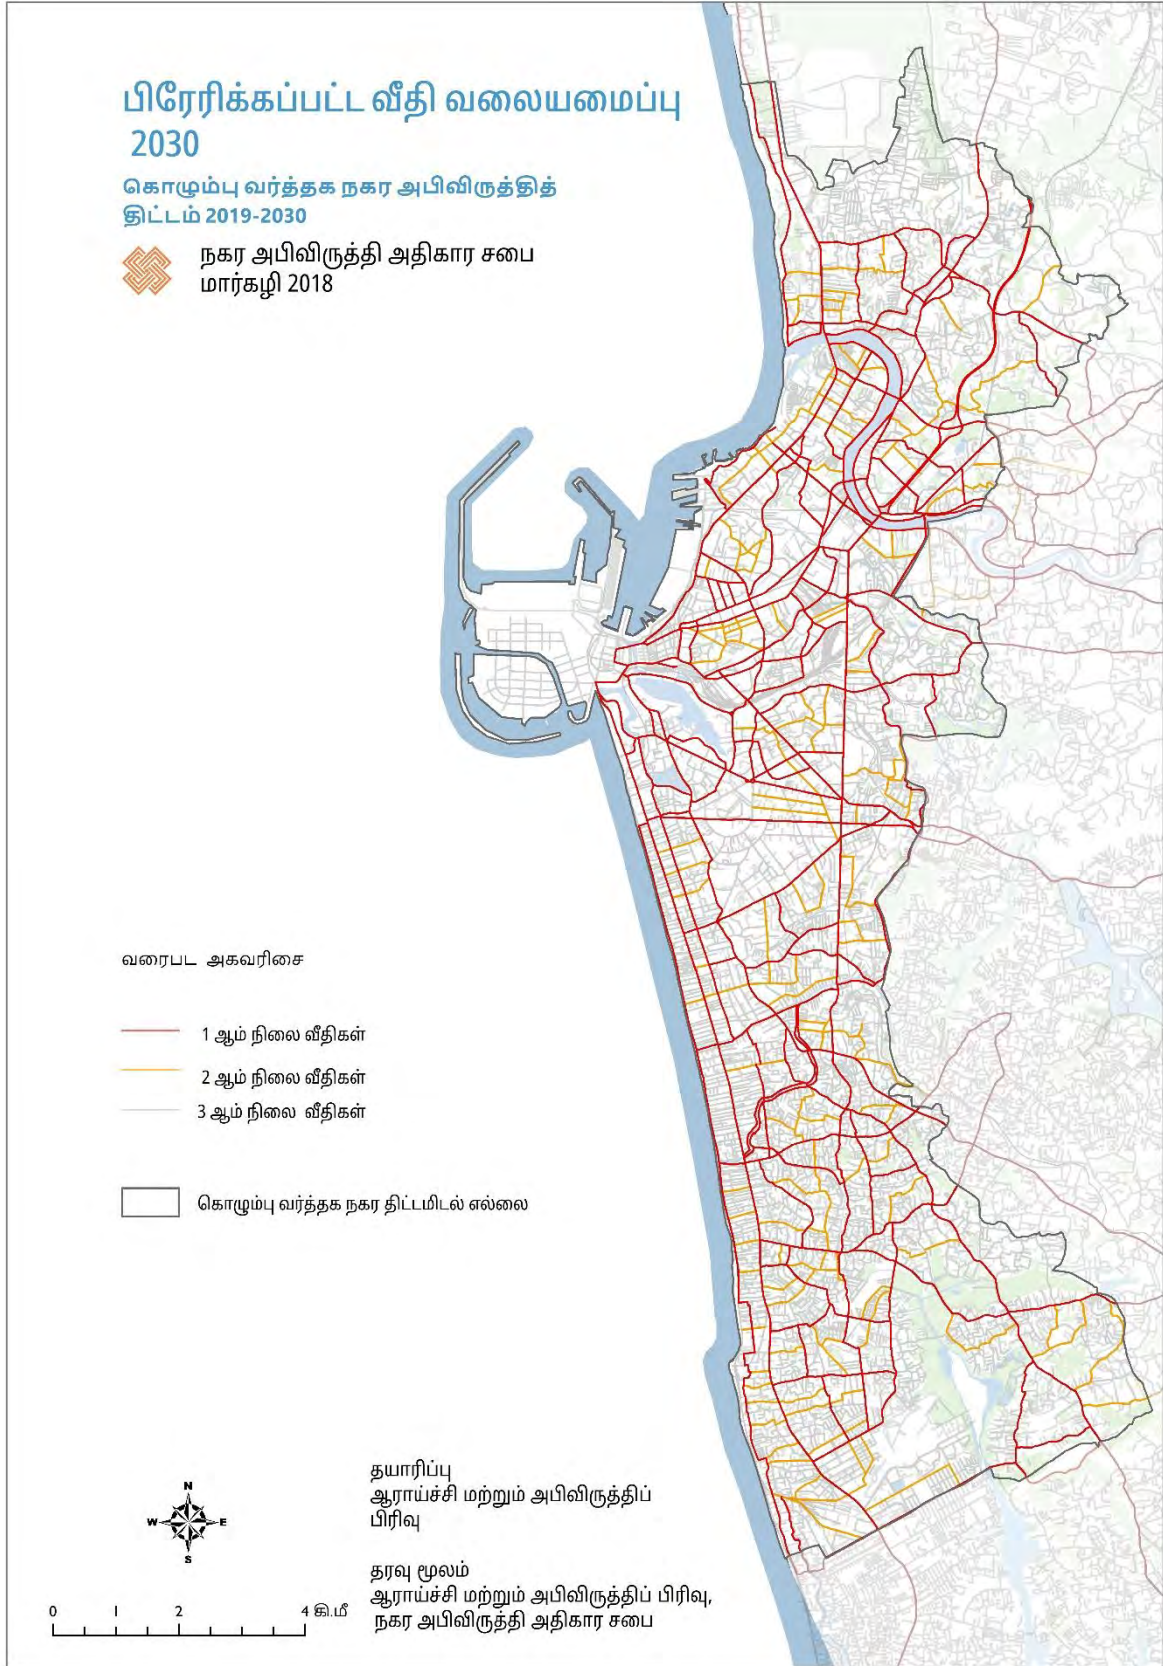 பிரேரிக்கப்பட்ட வீதி வலையமைப்பு
2030
கொழும்பு வர்த்தக நகர அபிவிருத்தித்
திட்டம் 2019-2030
நகர அபிவிருத்தி அதிகார சபை
மார்கழி 2018
வரைபட அகவரிசை
1 ஆம் நிலை வீதிகள்
2 ஆம் நிலை வீதிகள்
3 ஆம் நிலை வீதிகள்
கொழும்பு வர்த்தக நகர திட்டமிடல் எல்லை
தயாரிப்பு
ஆராய்ச்சி மற்றும் அபிவிருத்திப்
பிரிவு
N
W E
S
தரவு மூலம்
ஆராய்ச்சி மற்றும் அபிவிருத்திப் பிரிவு,
நகர அபிவிருத்தி அதிகார சபை
0 1 2 4 கி.மீ